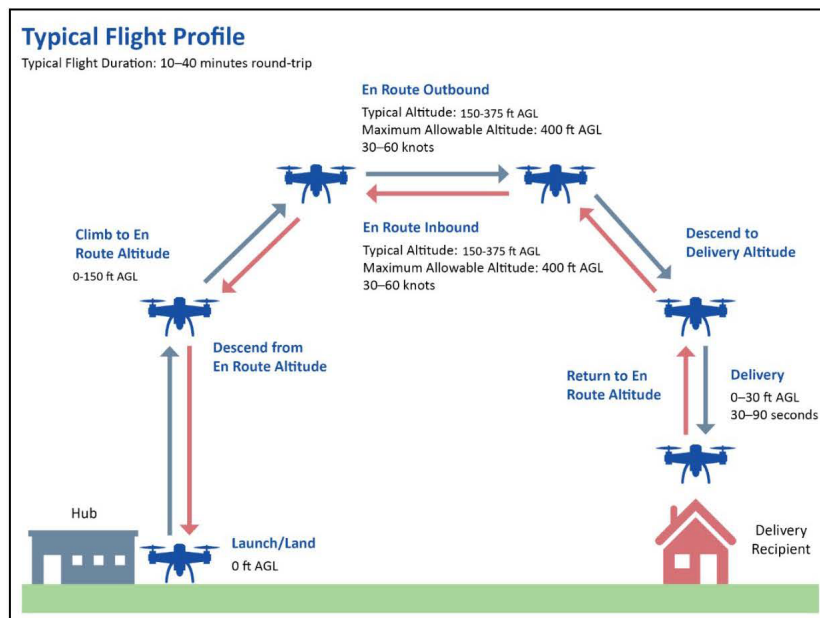 Typical Flight Profile
Typical Flight Duration: 10–40 minutes round-trip
En Route Outbound
Typical Altitude: 150-375 ft AGL
Maximum Allowable Altitude: 400 ft AGL
30–60 knots
En Route Inbound
Typical Altitude: 150-375 ft AGL
Maximum Allowable Altitude: 400 ft AGL
30–60 knots
Climb to En
Route Altitude
0-150 ft AGL
Descend to
Delivery Altitude
Descend from
En Route Altitude
Return to En
Route Altitude
Delivery
0–30 ft AGL
30–90 seconds
Hub
Launch/Land
0 ft AGL
Delivery
Recipient